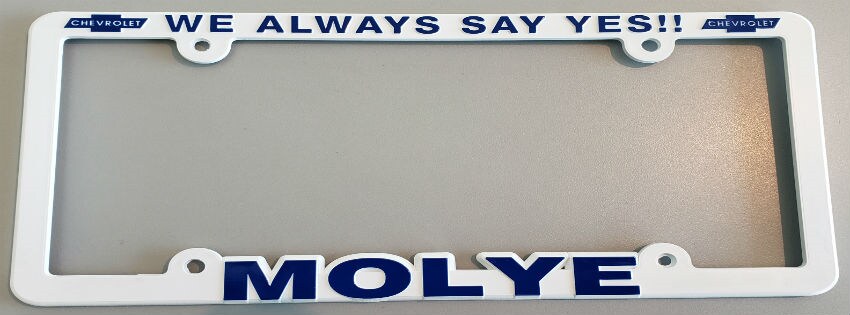 CHEVROLET WE ALWAYS SAY YES!! CHEVROLET
MOLYE